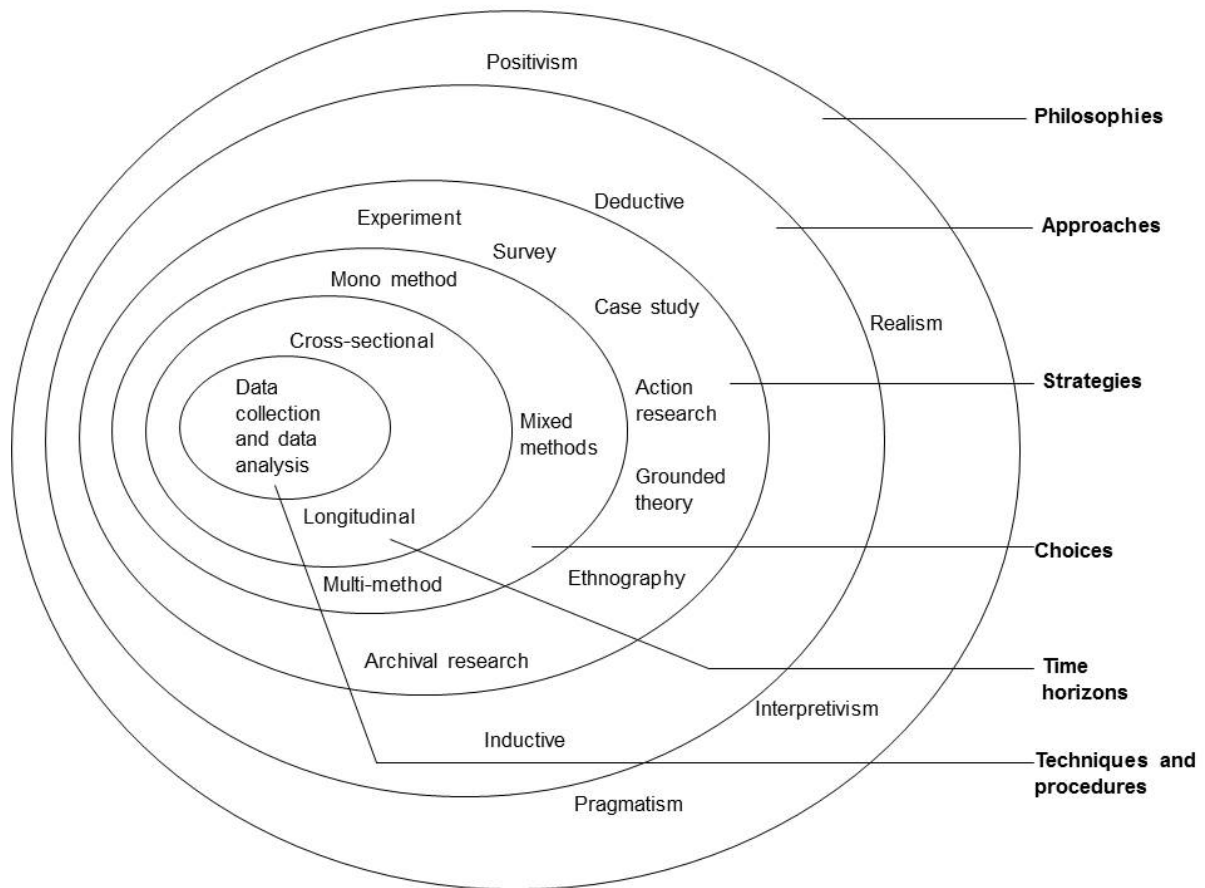 Positivism
Philosophies
Deductive
Experiment
Approaches
Survey
Mono method
Case study
Realism
Cross-sectional
Data
collection
and data
analysis
Action
research
Strategies
Mixed
methods
Grounded
theory
Longitudinal
Choices
Multi-method
Ethnography
Archival research
Time
horizons
Interpretivism
Inductive
Techniques and
procedures
Pragmatism